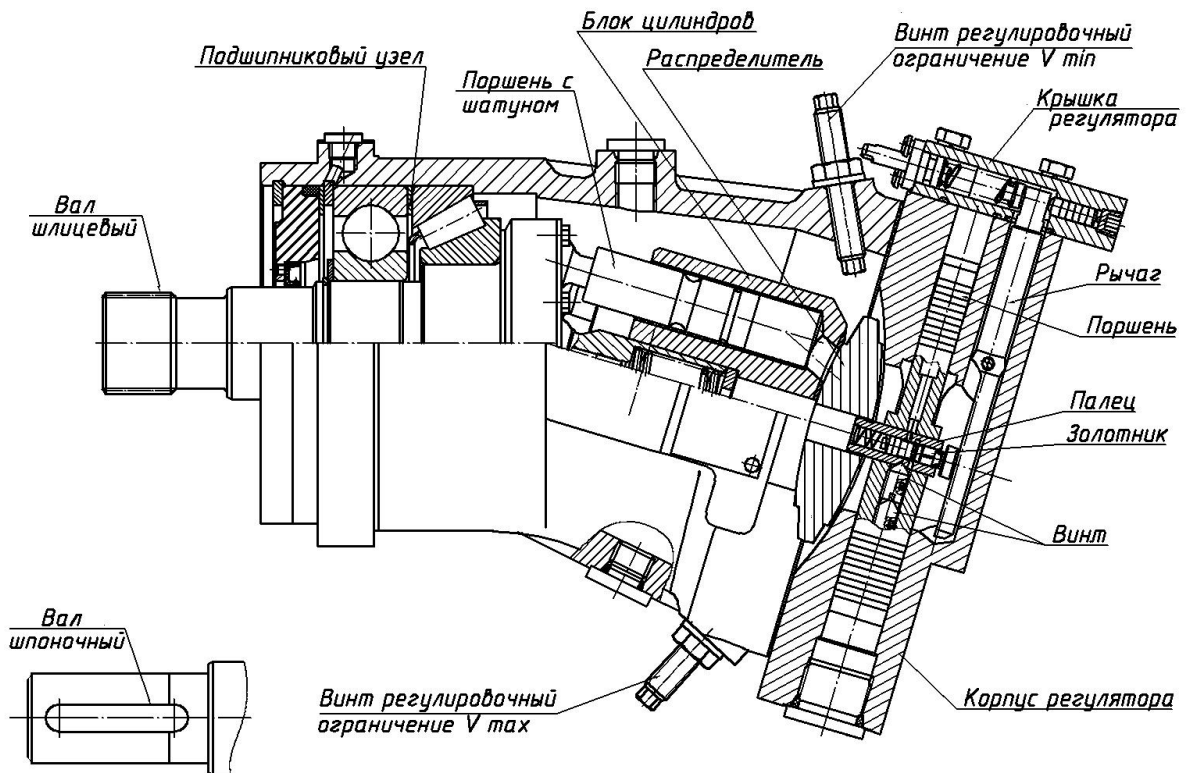 Блок цилиндров
Распределитель
Винт регулировочный
ограничение V min
Подшипниковый узел
Поршень с
шатуном
Крышка
регулятора
Вал
шлицевый
Рычаг
Поршень
Палец
Золотник
Винт
Вал
шпоночный
Винт регулировочный
ограничение V max
Корпус регулятора